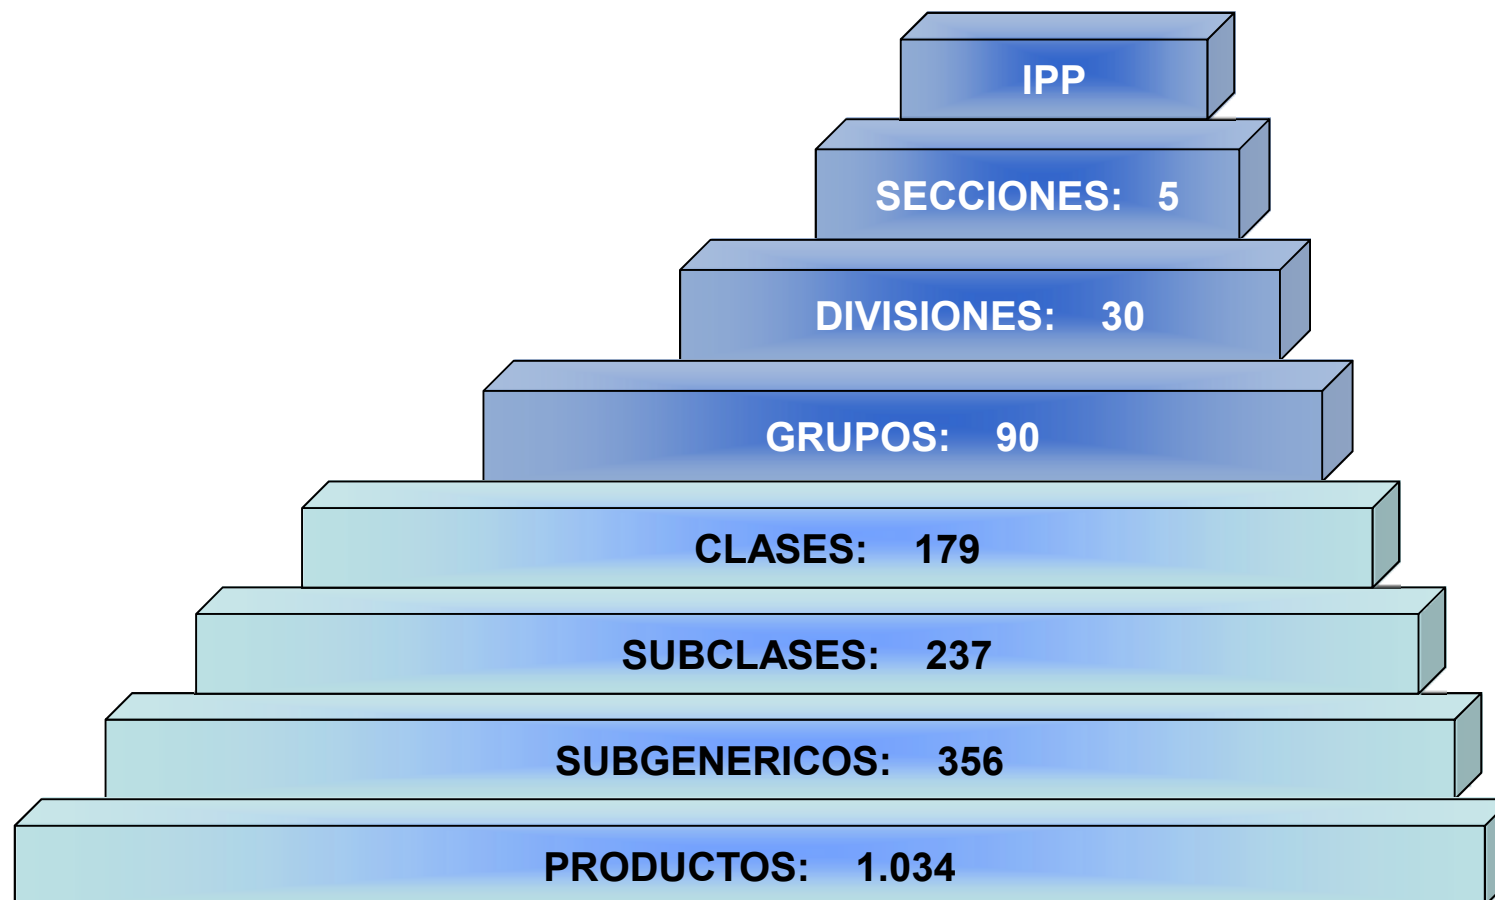 IPP
SECCIONES: 5
DIVISIONES: 30
GRUPOS: 90
CLASES: 179
SUBCLASES: 237
SUBGENERICOS: 356
PRODUCTOS: 1.034